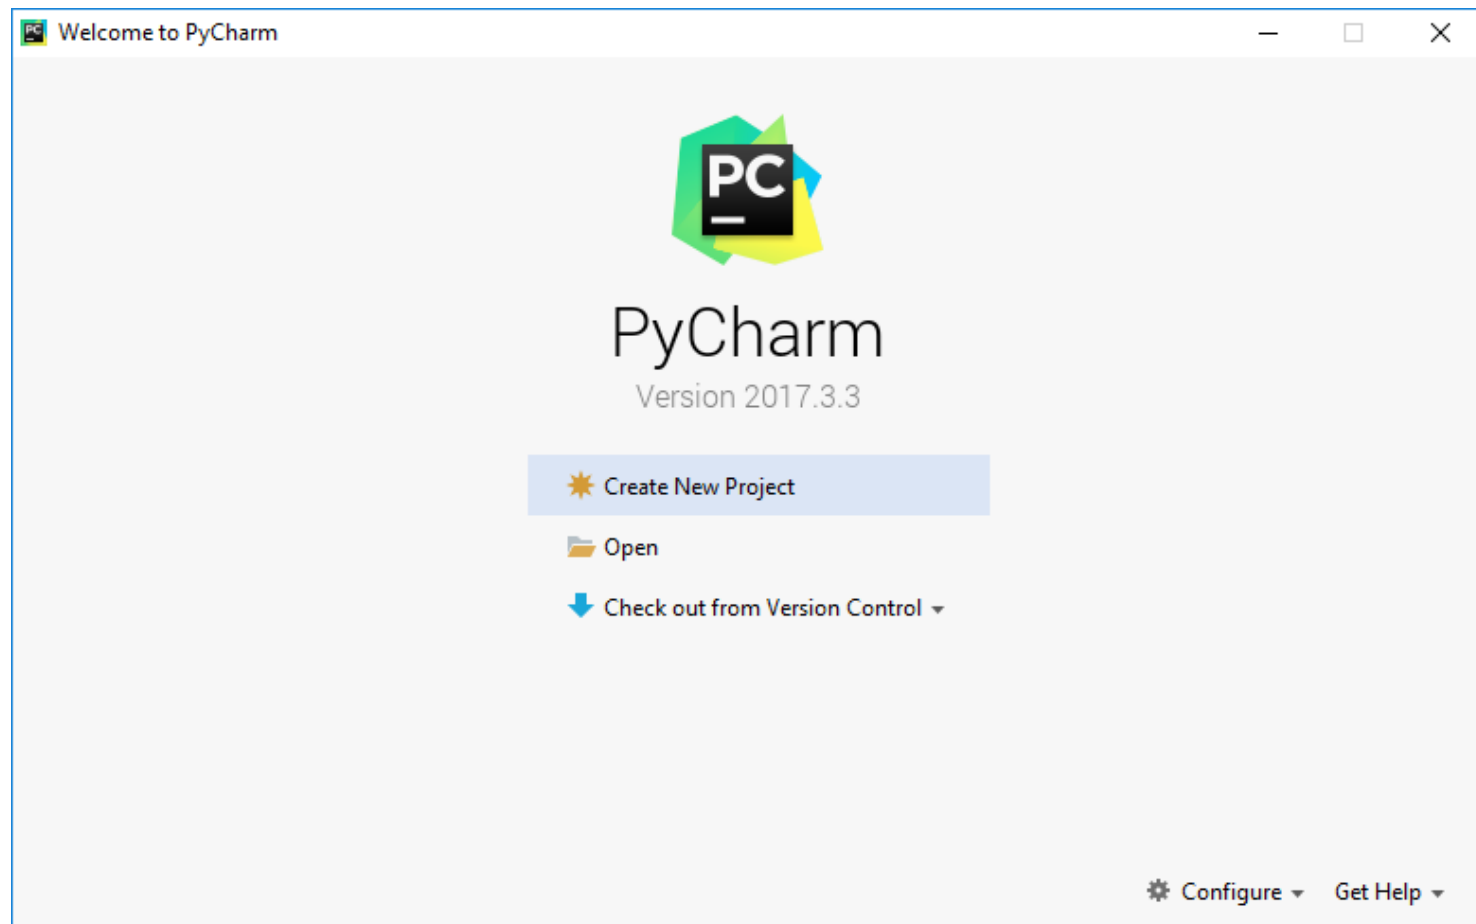 Welcome to PyCharm
PC
PyCharm
Version 2017.3.3
Create New Project
Open
Check out from Version Control
Configure
Get Help